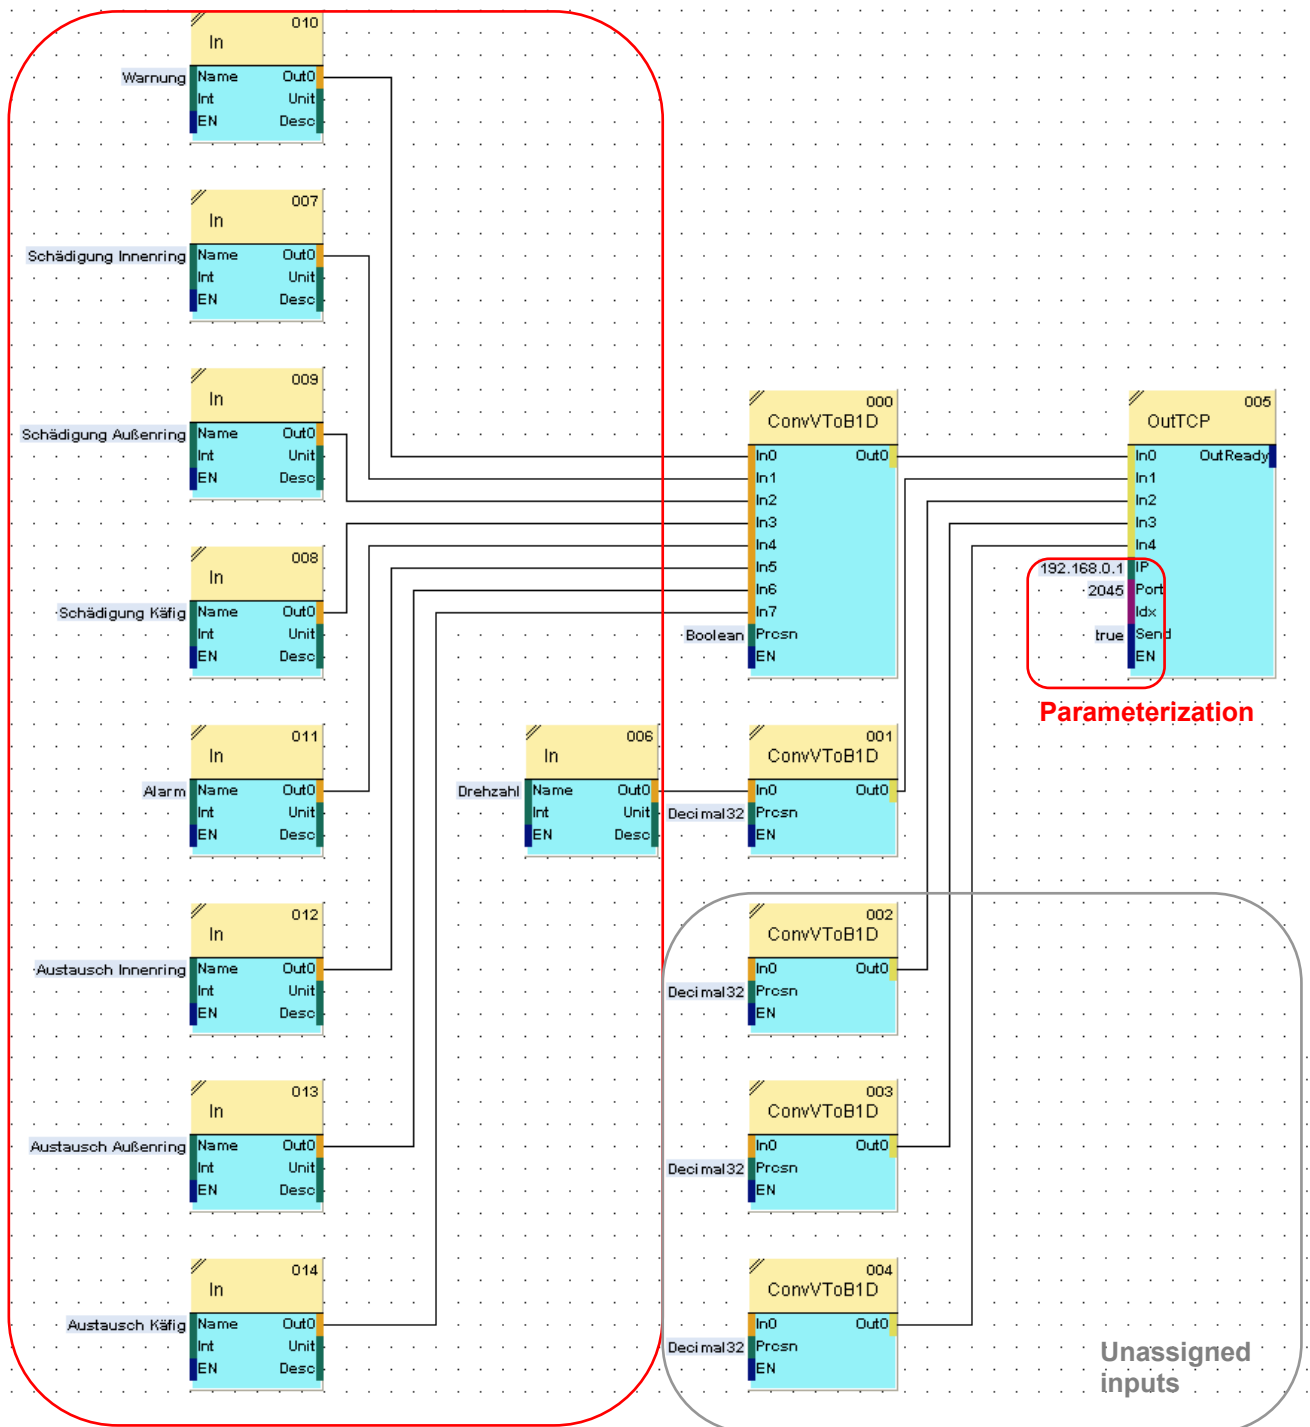 010
In
Warnung Name Out0
Int Unit
EN Desc
007
In
Schädigung Innenring Name Out0
Int Unit
EN Desc
009
In
Schädigung Außenring Name Out0
Int Unit
EN Desc
008
In
Schädigung Käfig Name Out0
Int Unit
EN Desc
011
In
Alarm Name Out0
Int Unit
EN Desc
012
In
Austausch Innenring Name Out0
Int Unit
EN Desc
013
In
Austausch Außenring Name Out0
Int Unit
EN Desc
014
In
Austausch Käfig Name Out0
Int Unit
EN Desc
006
In
Drehzahl Name Out0
Int Unit
EN Desc
000
ConvVToB1D
In0 Out0
In1
In2
In3
In4
In5
In6
In7
Boolean Prcsn
EN
001
ConvVToB1D
In0 Out0
Decimal32 Prcsn
EN
002
ConvVToB1D
In0 Out0
Decimal32 Prcsn
EN
003
ConvVToB1D
In0 Out0
Decimal32 Prcsn
EN
004
ConvVToB1D
In0 Out0
Decimal32 Prcsn
EN
005
OutTCP
In0 OutReady
In1
In2
In3
In4
192.168.0.1 IP
2045 Port
Idx
true Send
EN
Parameterization
Unassigned
inputs